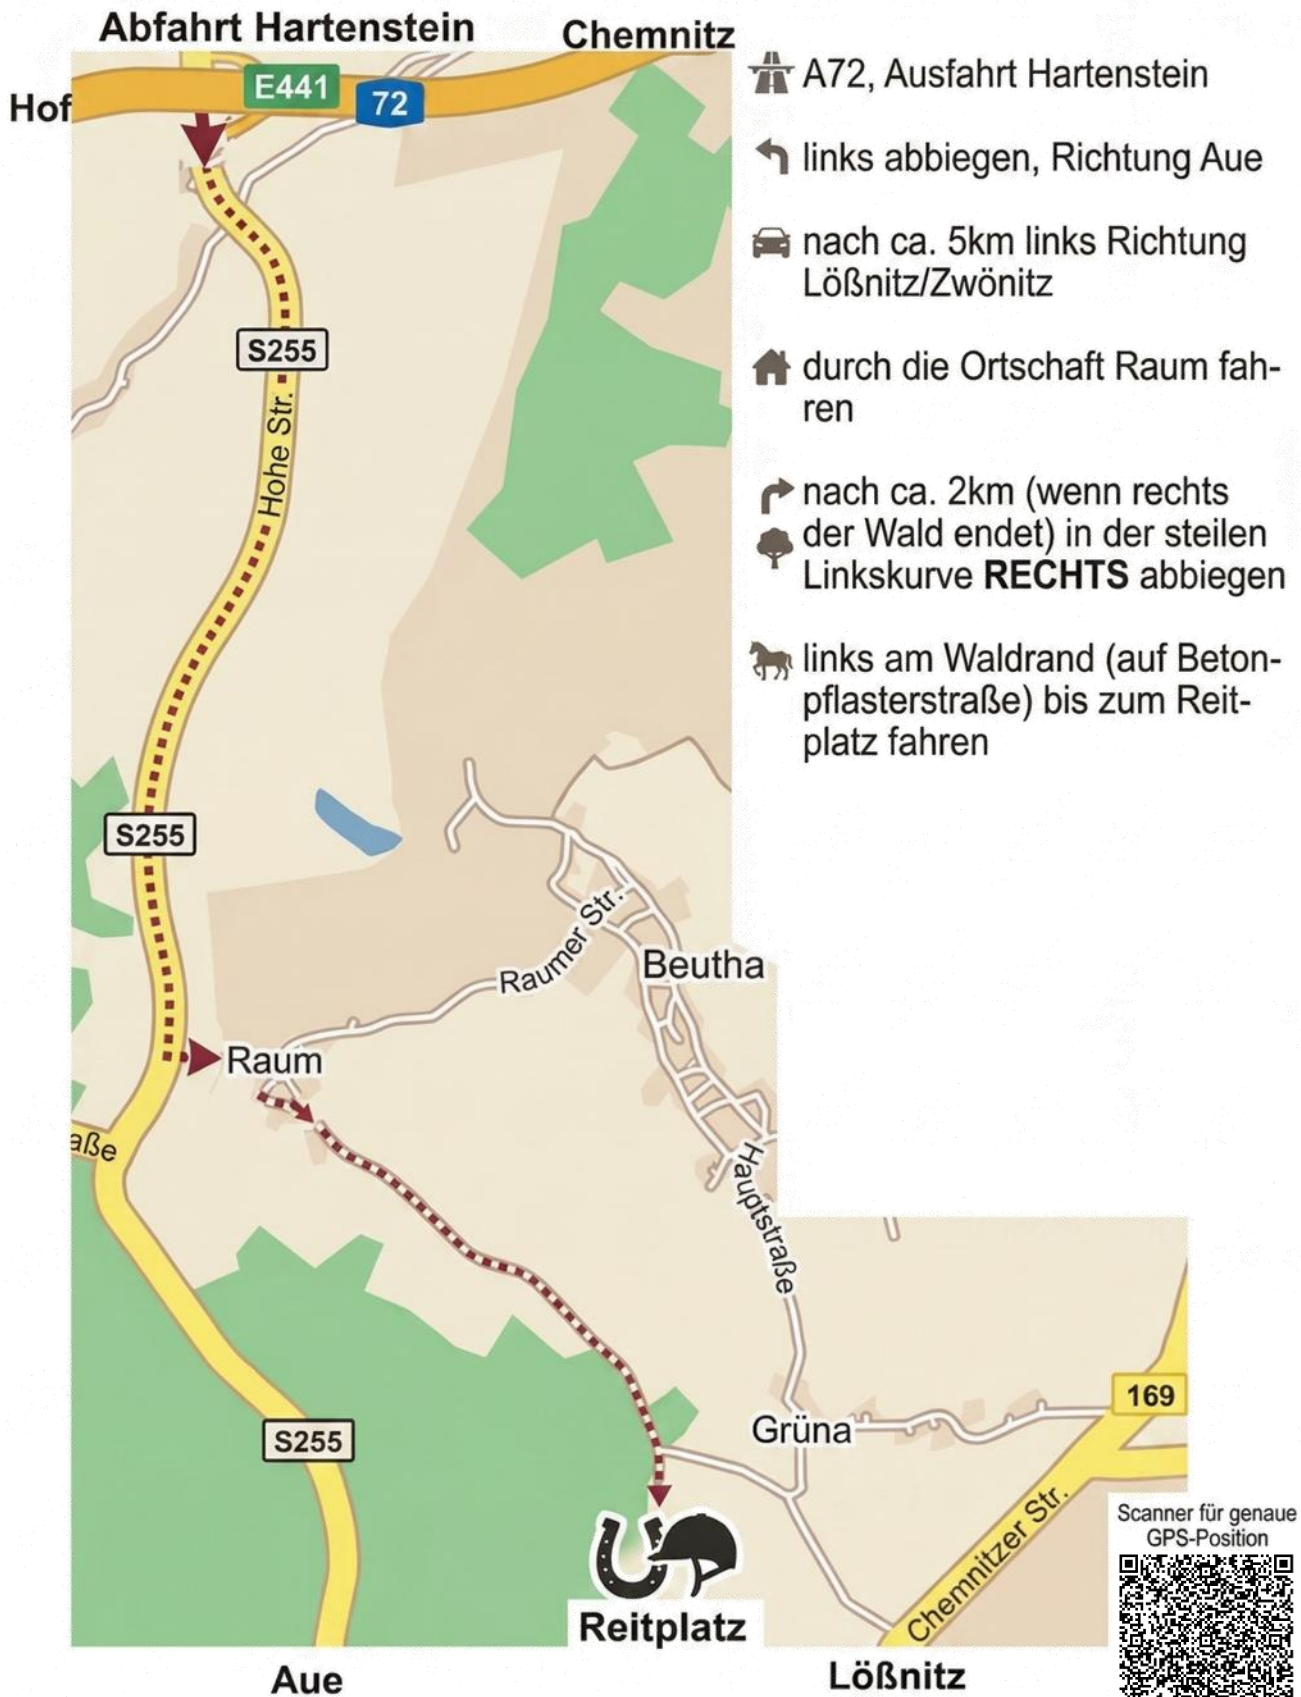 Abfahrt Hartenstein
Chemnitz
Hof
E441
72
S255
Hohe Str.
S255
Raumer Str.
Beutha
Raum
aße
Hauptstraße
S255
Grüna
169
Chemnitzer Str.
Reitplatz
Aue
Lößnitz
A72, Ausfahrt Hartenstein
links abbiegen, Richtung Aue
nach ca. 5km links Richtung
Lößnitz/Zwönitz
durch die Ortschaft Raum fah-
ren
nach ca. 2km (wenn rechts
der Wald endet) in der steilen
Linkskurve RECHTS abbiegen
links am Waldrand (auf Beton-
pflasterstraße) bis zum Reit-
platz fahren
Scanner für genaue
GPS-Position